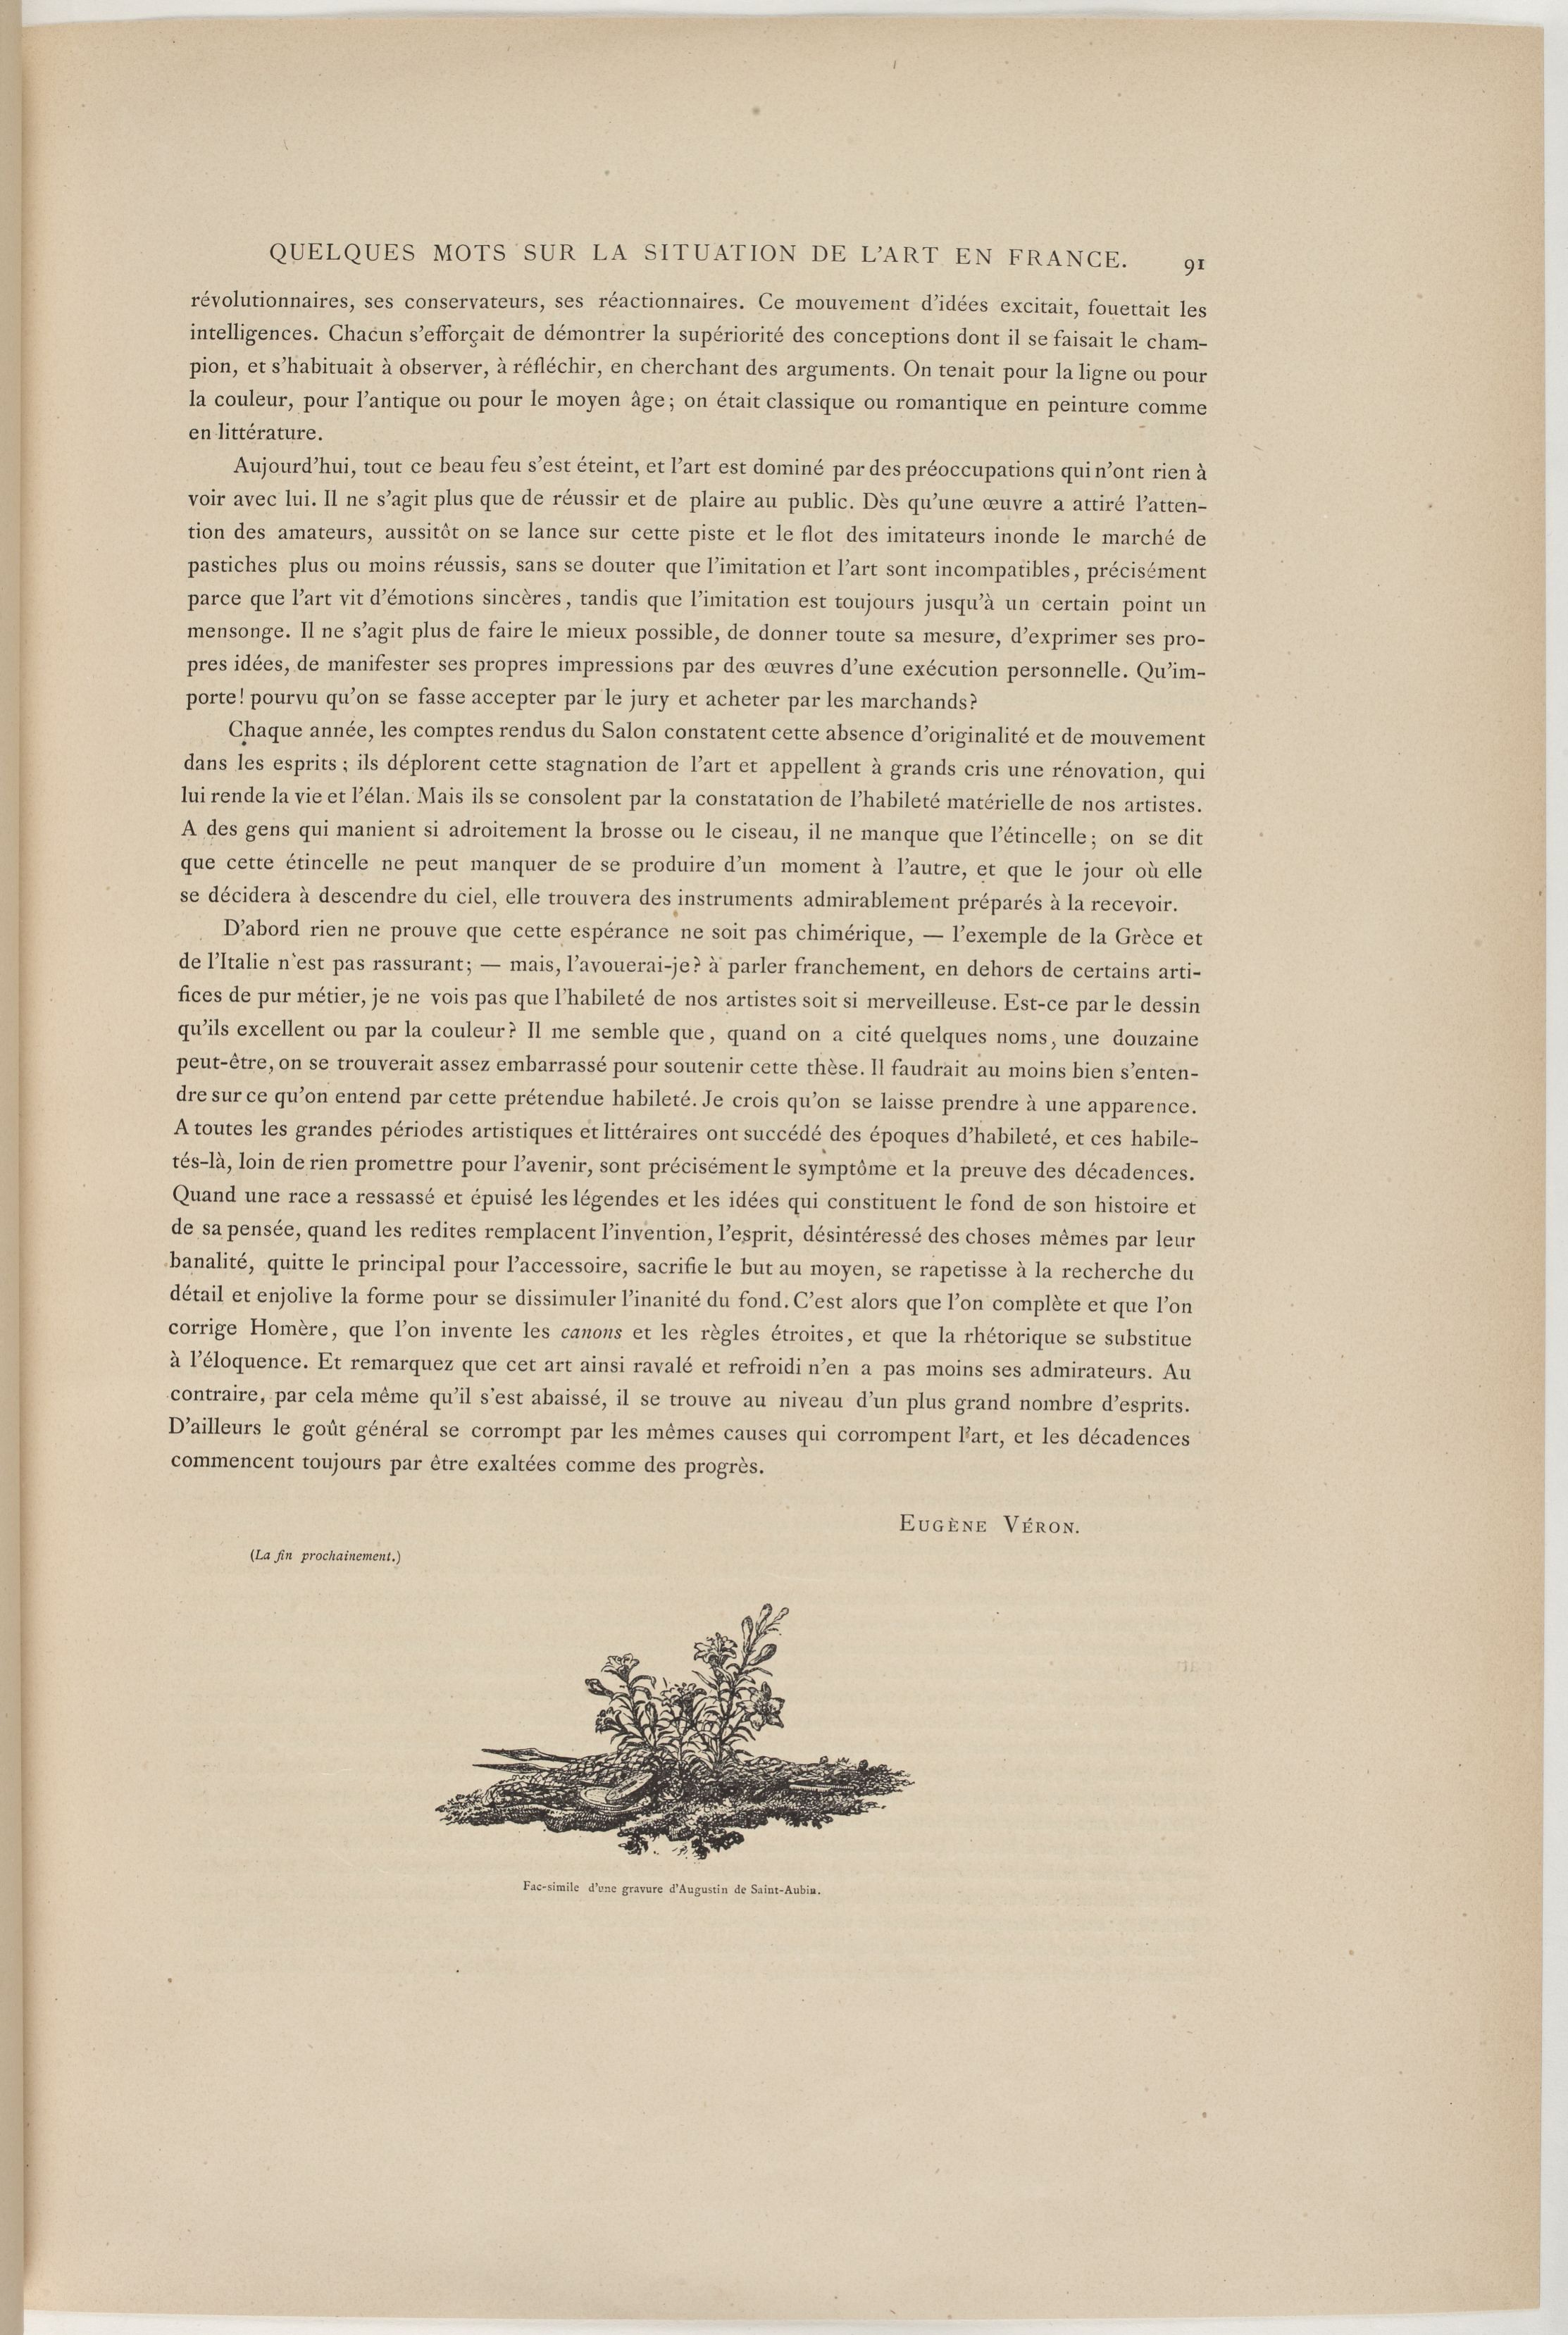 QUELQUES MOTS SUR LA SITUATION DE L'ART EN FRANCE. 91
révolutionnaires, ses conservateurs, ses réactionnaires. Ce mouvement d'idées excitait, fouettait les
intelligences. Chacun s'efforçait de démontrer la supériorité des conceptions dont il se faisait le cham-
pion, et s'habituait à observer, à réfléchir, en cherchant des arguments. On tenait pour la ligne ou pour
la couleur, pour l'antique ou pour le moyen âge; on était classique ou romantique en peinture comme
en littérature.
Aujourd'hui, tout ce beau feu s'est éteint, et l'art est dominé par des préoccupations qui n'ont rien à
voir avec lui. Il ne s'agit plus que de réussir et de plaire au public. Dès qu'une œuvre a attiré l'atten-
tion des amateurs, aussitôt on se lance sur cette piste et le flot des imitateurs inonde le marché de
pastiches plus ou moins réussis, sans se douter que l'imitation et l'art sont incompatibles, précisément
parce que l'art vit d'émotions sincères, tandis que l'imitation est toujours jusqu'à un certain point un
mensonge. Il ne s'agit plus de faire le mieux possible, de donner toute sa mesure, d'exprimer ses pro-
pres idées, de manifester ses propres impressions par des œuvres d'une exécution personnelle. Qu'im-
porte! pourvu qu'on se fasse accepter par le jury et acheter par les marchands?
Chaque année, les comptes rendus du Salon constatent cette absence d'originalité et de mouvement
dans les esprits; ils déplorent cette stagnation de l'art et appellent à grands cris une rénovation, qui
lui rende la vie et l'élan. Mais ils se consolent par la constatation de l'habileté matérielle de nos artistes.
A des gens qui manient si adroitement la brosse ou le ciseau, il ne manque que l'étincelle; on se dit
que cette étincelle ne peut manquer de se produire d'un moment à l'autre, et que le jour où elle
se décidera à descendre du ciel, elle trouvera des instruments admirablement préparés à la recevoir.
D'abord rien ne prouve que cette espérance ne soit pas chimérique, — l'exemple de la Grèce et
de l'Italie n'est pas rassurant; — mais, l'avouerai-je? à parler franchement, en dehors de certains arti-
fices de pur métier, je ne vois pas que l'habileté de nos artistes soit si merveilleuse. Est-ce par le dessin
qu'ils excellent ou par la couleur? Il me semble que, quand on a cité quelques noms, une douzaine
peut-être, on se trouverait assez embarrassé pour soutenir cette thèse. Il faudrait au moins bien s'enten-
dre sur ce qu'on entend par cette prétendue habileté. Je crois qu'on se laisse prendre à une apparence.
A toutes les grandes périodes artistiques et littéraires ont succédé des époques d'habileté, et ces habile-
tés-là, loin de rien promettre pour l'avenir, sont précisément le symptôme et la preuve des décadences.
Quand une race a ressassé et épuisé les légendes et les idées qui constituent le fond de son histoire et
de sa pensée, quand les redites remplacent l'invention, l'esprit, désintéressé des choses mêmes par leur
banalité, quitte le principal pour l'accessoire, sacrifie le but au moyen, se rapetisse à la recherche du
détail et enjolive la forme pour se dissimuler l'inanité du fond. C'est alors que l'on complète et que l'on
corrige Homère, que l'on invente les canons et les règles étroites, et que la rhétorique se substitue
à l'éloquence. Et remarquez que cet art ainsi ravalé et refroidi n'en a pas moins ses admirateurs. Au
contraire, par cela même qu'il s'est abaissé, il se trouve au niveau d'un plus grand nombre d'esprits.
D'ailleurs le goût général se corrompt par les mêmes causes qui corrompent l'art, et les décadences
commencent toujours par être exaltées comme des progrès.
EUGÈNE VÉRON.
(La fin prochainement.)
Fac-simile d'une gravure d'Augustin de Saint-Aubin.